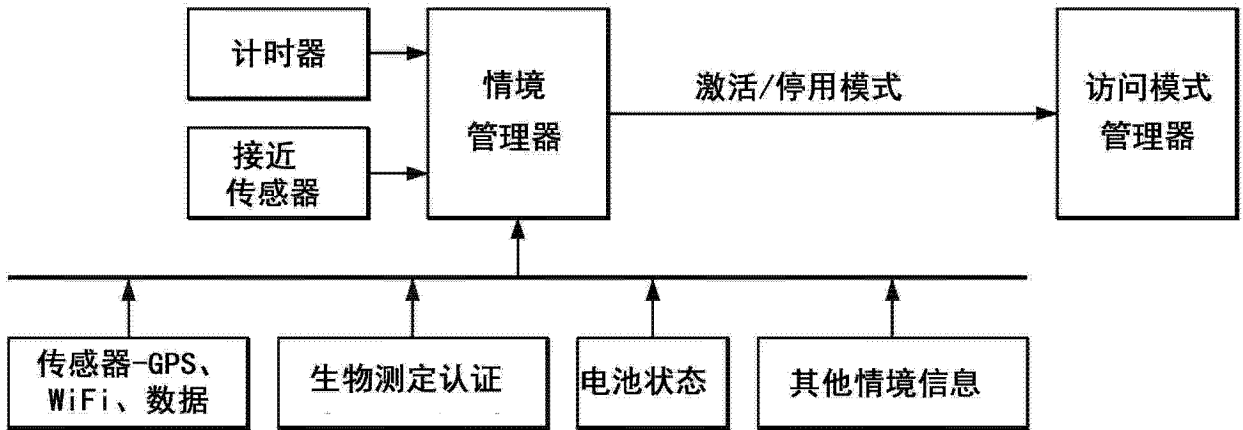 计时器
情境
管理器
激活/停用模式
访问模式
管理器
接近
传感器
传感器-GPS、
WiFi、数据
生物测定认证
电池状态
其他情境信息